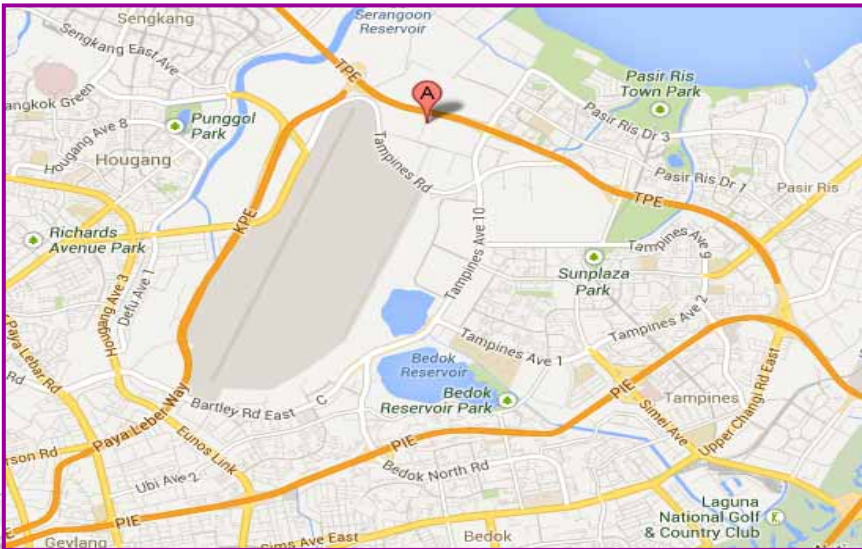 Sengkang
Serangoon
Reservoir
Sengkang East Ave
TPE
A
Pasir Ris
Town Park
angkok Green
Punggol
Park
Hougang Ave 8
Hougang
Tampines Rd
Pasir Ris Dr 3
Pasir Ris Dr 1
Pasir Ris
TPE
KPE
Richards
Avenue Park
Tampines Ave 10
Tampines Ave 9
Sunplaza
Park
Defu Ave 1
Hougang Ave 3
Paya Lebar Rd
Rd
Tampines Ave 2
Tampines Ave 1
Bedok
Reservoir
Bedok
Reservoir Park
PIE
Tampines
Simei Ave
Upper Changi Rd East
Bartley Rd East
C
Paya Leber Way
Eunos Link
PIE
Bedok North Rd
erson Rd
Ubi Ave 2
PIE
E
Geylang
Sims Ave East
Bedok
Laguna
National Golf
& Country Club